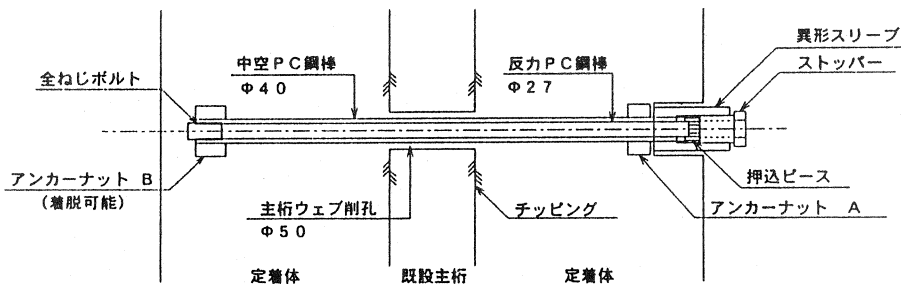 異形スリーブ
中空PC鋼棒
Φ40
反力PC鋼棒
Φ27
ストッパー
全ねじボルト
アンカーナット B
(着脱可能)
押込ピース
主桁ウェブ削孔
Φ50
チッピング
アンカーナット A
定着体
既設主桁
定着体